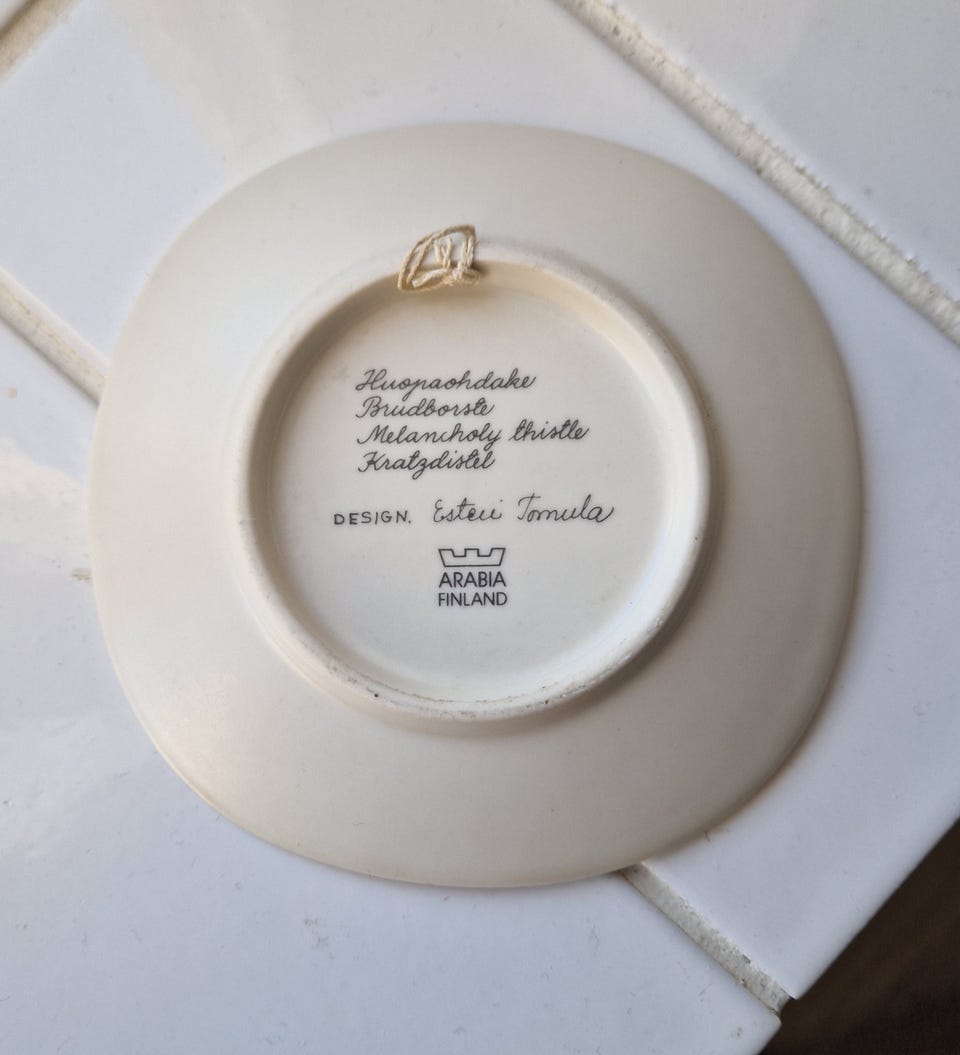 Huopaohdake
Brudborste
Melancholy thistle
Kratzdistel
DESIGN. Esteri Tomula
ARABIA
FINLAND